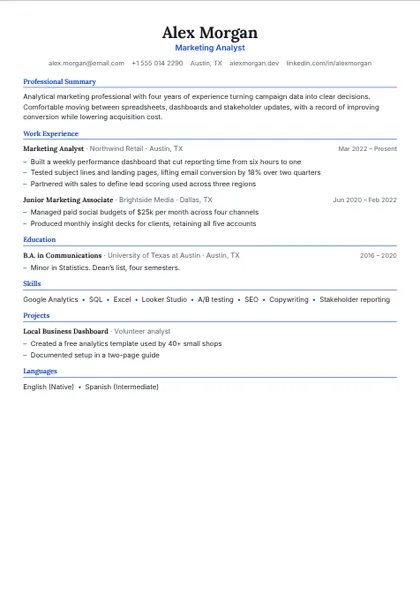 Alex Morgan
Marketing Analyst
alex.morgan@email.com +1 555 014 2290 Austin, TX alexmorgan.dev linkedin.com/in/alexmorgan
Professional Summary
Analytical marketing professional with four years of experience turning campaign data into clear decisions.
Comfortable moving between spreadsheets, dashboards and stakeholder updates, with a record of improving
conversion while lowering acquisition cost.
Work Experience
Marketing Analyst · Northwind Retail · Austin, TX Mar 2022 – Present
– Built a weekly performance dashboard that cut reporting time from six hours to one
– Tested subject lines and landing pages, lifting email conversion by 18% over two quarters
– Partnered with sales to define lead scoring used across three regions
Junior Marketing Associate · Brightside Media · Dallas, TX Jun 2020 – Feb 2022
– Managed paid social budgets of $25k per month across four channels
– Produced monthly insight decks for clients, retaining all five accounts
Education
B.A. in Communications · University of Texas at Austin · Austin, TX 2016 – 2020
– Minor in Statistics. Dean's list, four semesters.
Skills
Google Analytics • SQL • Excel • Looker Studio • A/B testing • SEO • Copywriting • Stakeholder reporting
Projects
Local Business Dashboard · Volunteer analyst
– Created a free analytics template used by 40+ small shops
– Documented setup in a two-page guide
Languages
English (Native) • Spanish (Intermediate)